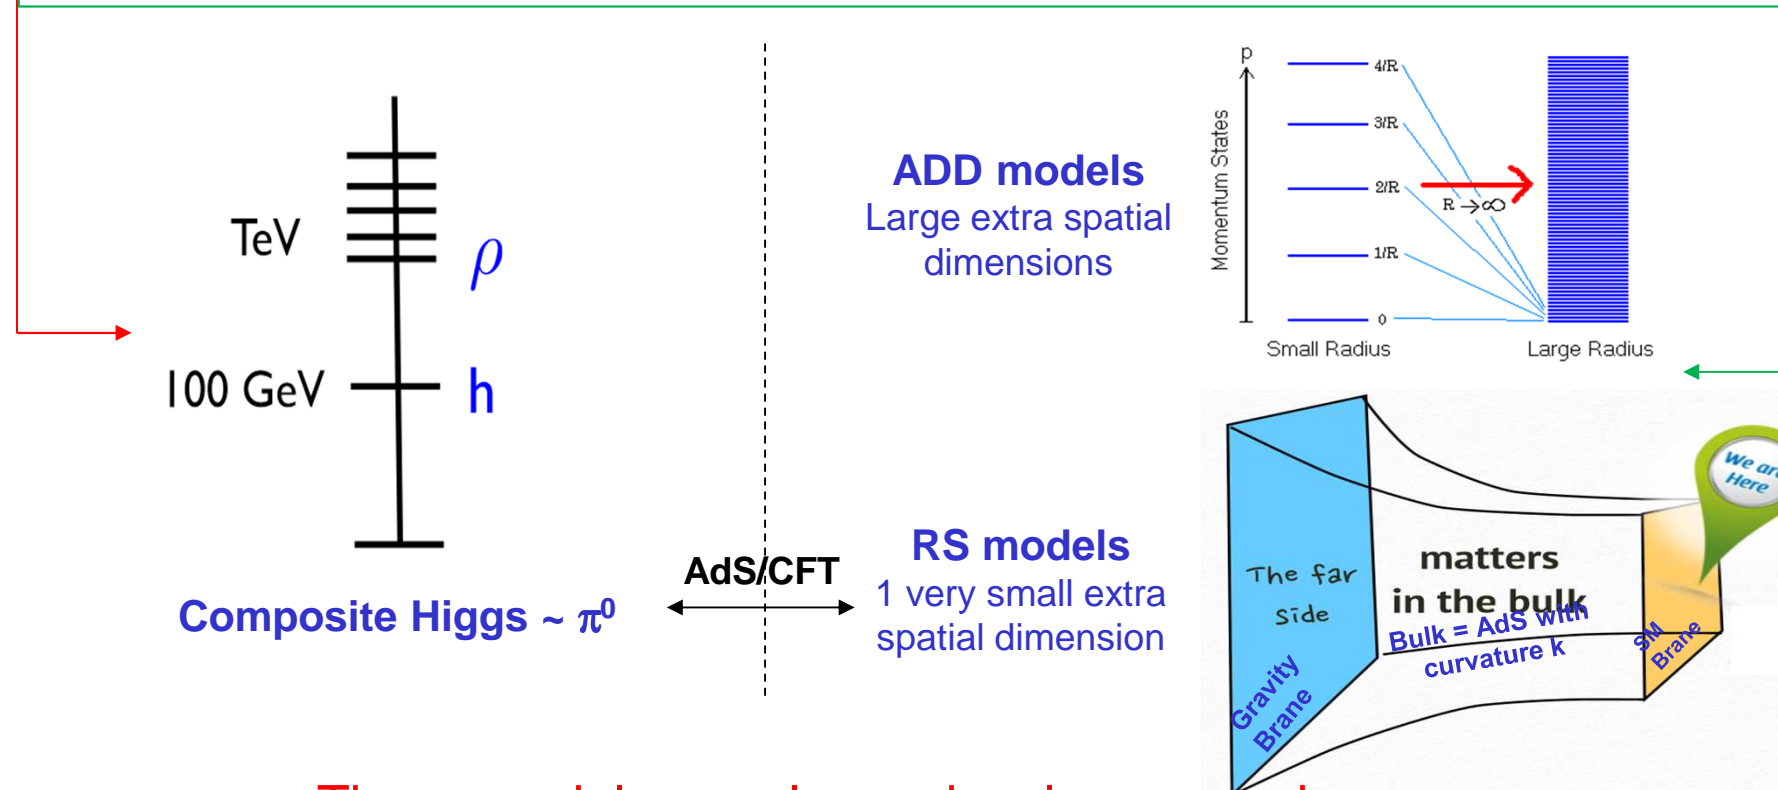 TeV
ρ
100 GeV
h
Composite Higgs ~ π⁰
AdS/CFT
ADD models
Large extra spatial
dimensions
RS models
1 very small extra
spatial dimension
p
Momentum States
4/R
3/R
2/R
R →∞
1/R
0
Small Radius
Large Radius
We are
Here
The far
Side
matters
in the bulk
Bulk = AdS with
curvature k
Gravity
Brane
SM
Brane